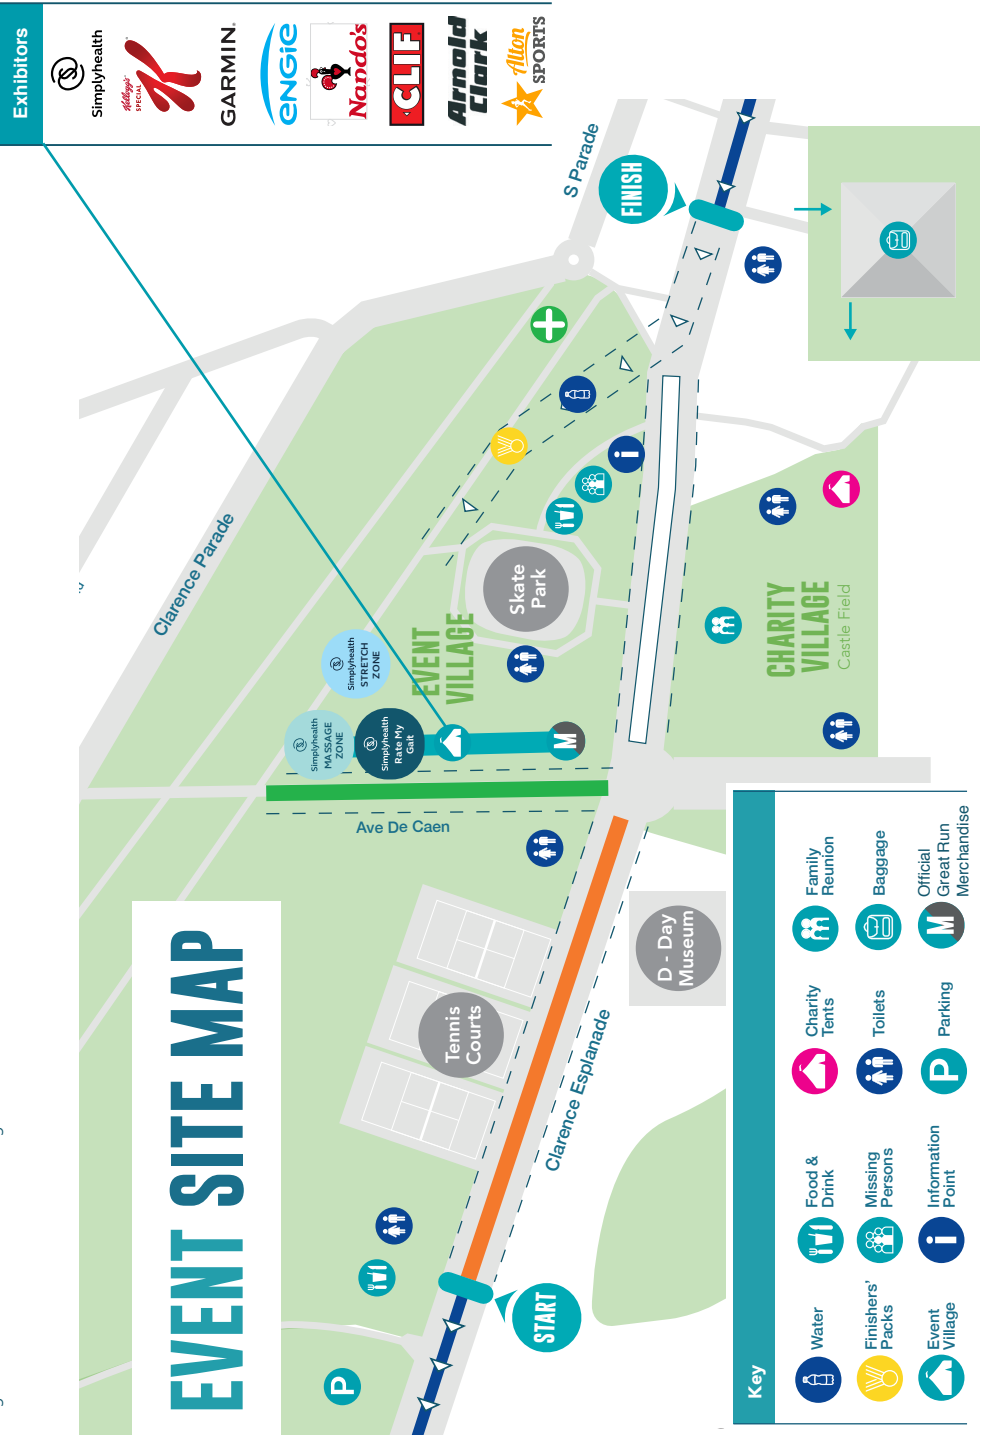 EVENT SITE MAP
Exhibitors
Simplyhealth
Kellogg's
SPECIAL
K
GARMIN
ENGIE
Nando's
CLIF
Arnold
Clark
Alton
SPORTS
S Parade
FINISH
Clarence Parade
Simplyhealth
STRETCH
ZONE
Simplyhealth
MASSAGE
ZONE
Simplyhealth
Rate My
Gait
EVENT
VILLAGE
Skate
Park
M
i
CHARITY
VILLAGE
Castle Field
Ave De Caen
Tennis
Courts
D - Day
Museum
Clarence Esplanade
START
P
Key
Water
Food &
Drink
Charity
Tents
Family
Reunion
Finishers'
Packs
Missing
Persons
Toilets
Baggage
Event
Village
i
Information
Point
P
Parking
M
Official
Great Run
Merchandise